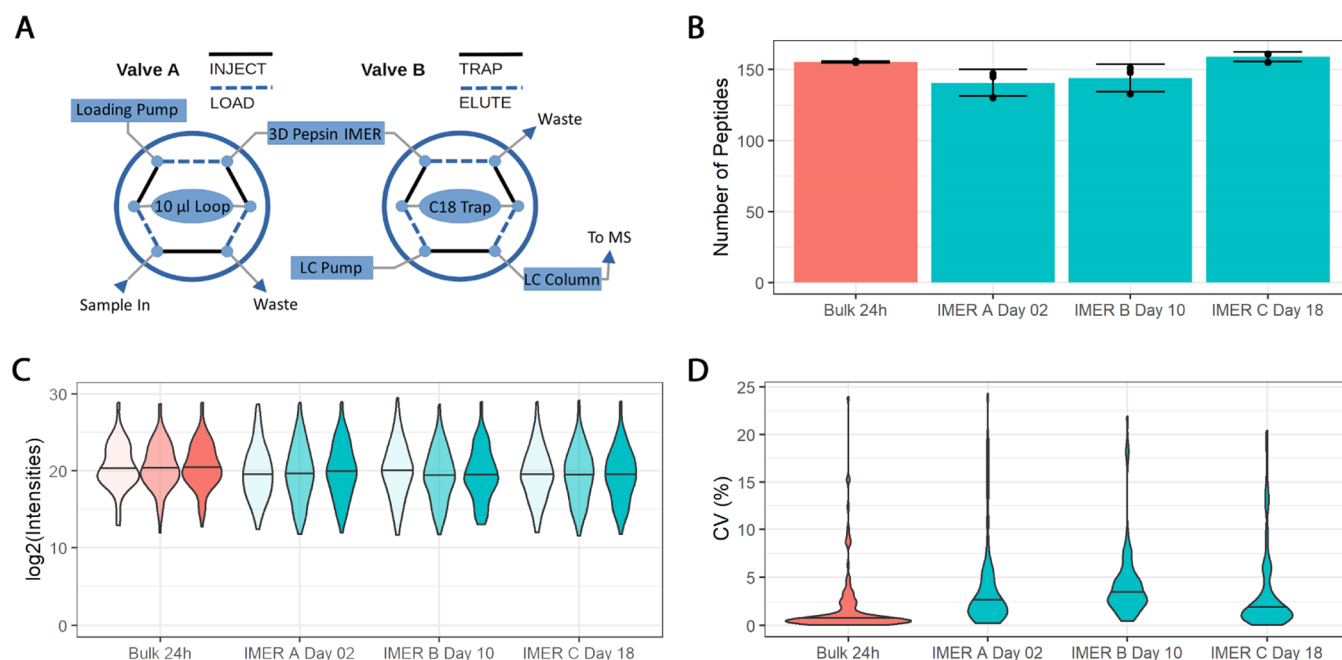 A
Valve A
INJECT
LOAD
Valve B
TRAP
ELUTE
Loading Pump
3D Pepsin IMER
Waste
10 µl Loop
C18 Trap
To MS
LC Pump
LC Column
Sample In
Waste
B
Number of Peptides
150
100
50
0
Bulk 24h
IMER A Day 02
IMER B Day 10
IMER C Day 18
C
log2(Intensities)
30
20
10
0
Bulk 24h
IMER A Day 02
IMER B Day 10
IMER C Day 18
D
CV (%)
25
20
15
10
5
0
Bulk 24h
IMER A Day 02
IMER B Day 10
IMER C Day 18